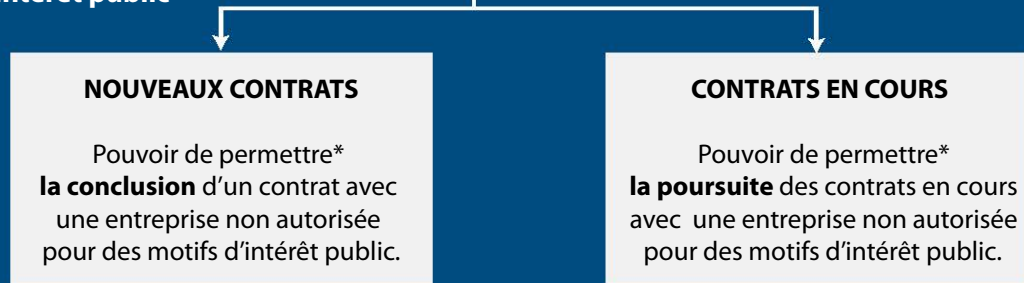 intérêt public
NOUVEAUX CONTRATS
Pouvoir de permettre*
la conclusion d'un contrat avec
une entreprise non autorisée
pour des motifs d'intérêt public.
CONTRATS EN COURS
Pouvoir de permettre*
la poursuite des contrats en cours
avec une entreprise non autorisée
pour des motifs d'intérêt public.